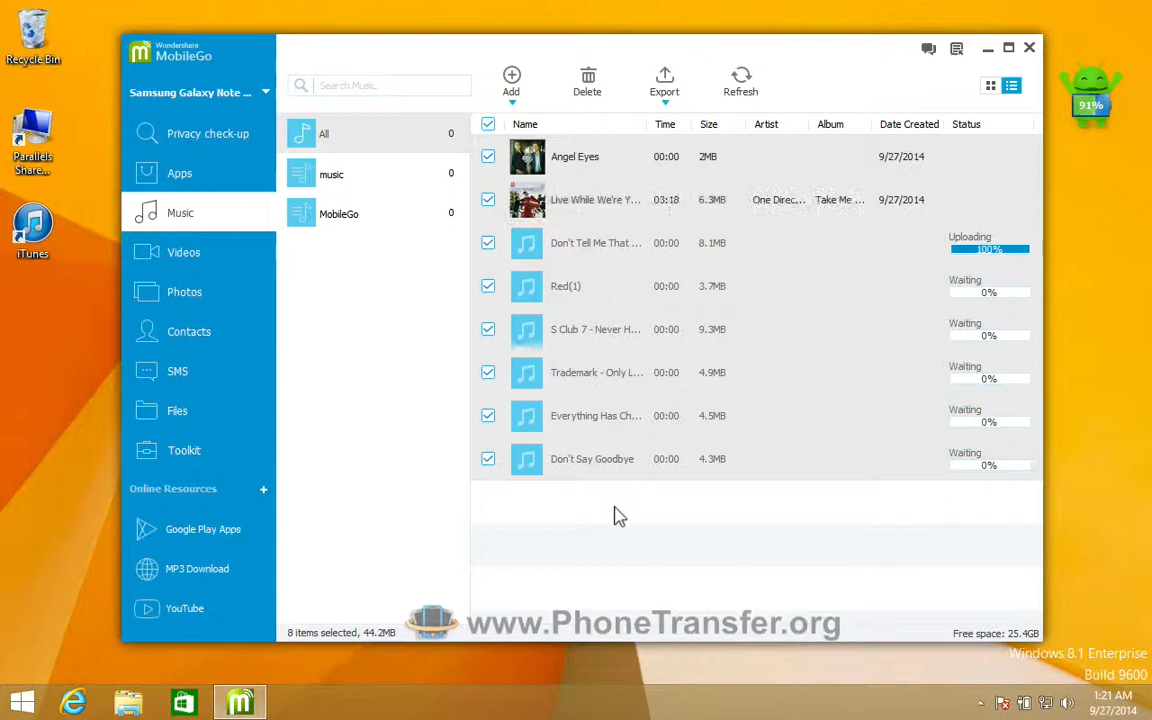 Recycle Bin
Parallels
Share...
iTunes
Wondershare
MobileGo
Samsung Galaxy Note ...
Privacy check-up
Apps
Music
Videos
Photos
Contacts
SMS
Files
Toolkit
Online Resources +
Google Play Apps
MP3 Download
YouTube
Search Music
All 0
music 0
MobileGo 0
Add
Delete
Export
Refresh
Name Time Size Artist Album Date Created Status
Angel Eyes 00:00 2MB 9/27/2014
Live While We're Y... 03:18 6.3MB One Direc... Take Me ... 9/27/2014
Don't Tell Me That ... 00:00 8.1MB Uploading 100%
Red(1) 00:00 3.7MB Waiting 0%
S Club 7 - Never H... 00:00 9.3MB Waiting 0%
Trademark - Only L... 00:00 4.9MB Waiting 0%
Everything Has Ch... 00:00 4.5MB Waiting 0%
Don't Say Goodbye 00:00 4.3MB Waiting 0%
8 items selected, 44.2MB
www.PhoneTransfer.org
Free space: 25.4GB
91%
Windows 8.1 Enterprise
Build 9600
1:21 AM
9/27/2014